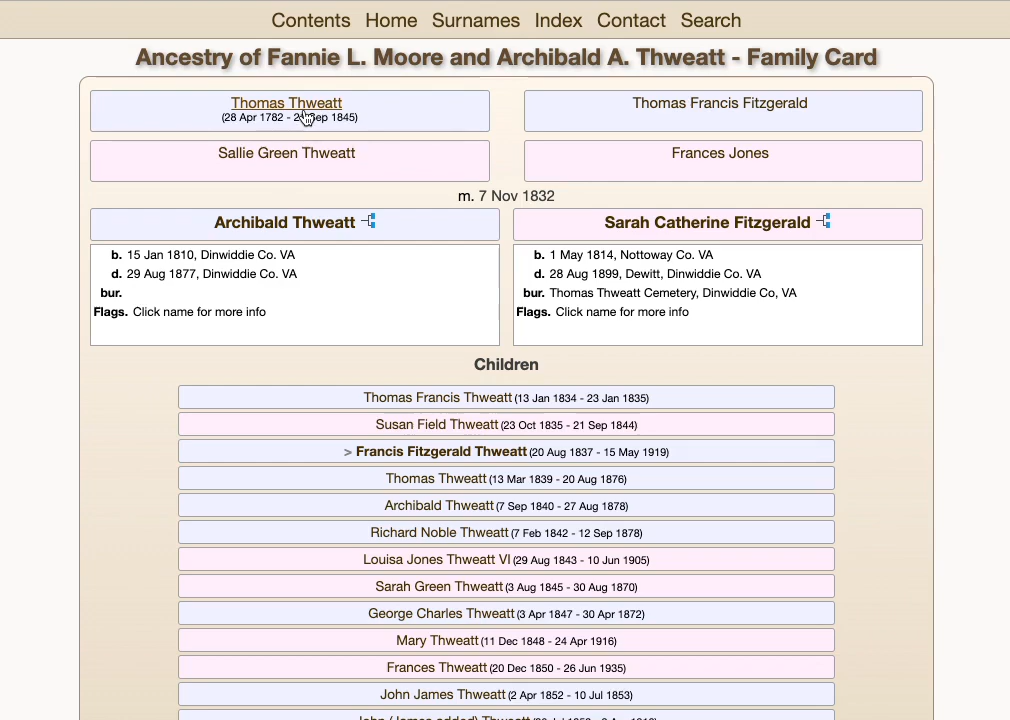 Contents Home Surnames Index Contact Search
Ancestry of Fannie L. Moore and Archibald A. Thweatt - Family Card
Thomas Thweatt
(28 Apr 1782 - 2 Sep 1845)
Thomas Francis Fitzgerald
Sallie Green Thweatt
Frances Jones
m. 7 Nov 1832
Archibald Thweatt
b. 15 Jan 1810, Dinwiddie Co. VA
d. 29 Aug 1877, Dinwiddie Co. VA
bur.
Flags. Click name for more info
Sarah Catherine Fitzgerald
b. 1 May 1814, Nottoway Co. VA
d. 28 Aug 1899, Dewitt, Dinwiddie Co. VA
bur. Thomas Thweatt Cemetery, Dinwiddie Co, VA
Flags. Click name for more info
Children
Thomas Francis Thweatt (13 Jan 1834 - 23 Jan 1835)
Susan Field Thweatt (23 Oct 1835 - 21 Sep 1844)
> Francis Fitzgerald Thweatt (20 Aug 1837 - 15 May 1919)
Thomas Thweatt (13 Mar 1839 - 20 Aug 1876)
Archibald Thweatt (7 Sep 1840 - 27 Aug 1878)
Richard Noble Thweatt (7 Feb 1842 - 12 Sep 1878)
Louisa Jones Thweatt VI (29 Aug 1843 - 10 Jun 1905)
Sarah Green Thweatt (3 Aug 1845 - 30 Aug 1870)
George Charles Thweatt (3 Apr 1847 - 30 Apr 1872)
Mary Thweatt (11 Dec 1848 - 24 Apr 1916)
Frances Thweatt (20 Dec 1850 - 26 Jun 1935)
John James Thweatt (2 Apr 1852 - 10 Jul 1853)
John (James added) Thweatt